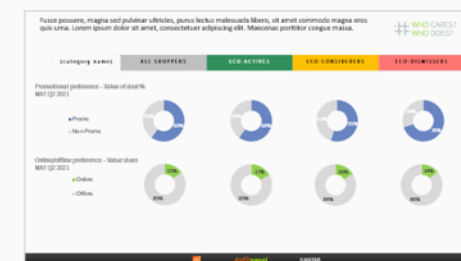 Fusce posuere, magna sed pulvinar ultricies, purus lectus malesuada libero, sit amet commodo magna eros
quis urna. Lorem ipsum dolor sit amet, consectetuer adipiscing elit. Maecenas porttitor congue massa.
WHO CARES?
WHO DOES?
(category name) ALL SHOPPERS ECO-ACTIVES ECO-CONSIDERERS ECO-DISMISSERS
Promotional preference – Value of deal%
MAT Q2 2021
Promo
Non Promo
Online/offline preference – Value share
MAT Q2 2021
Online
Offline
KANTAR